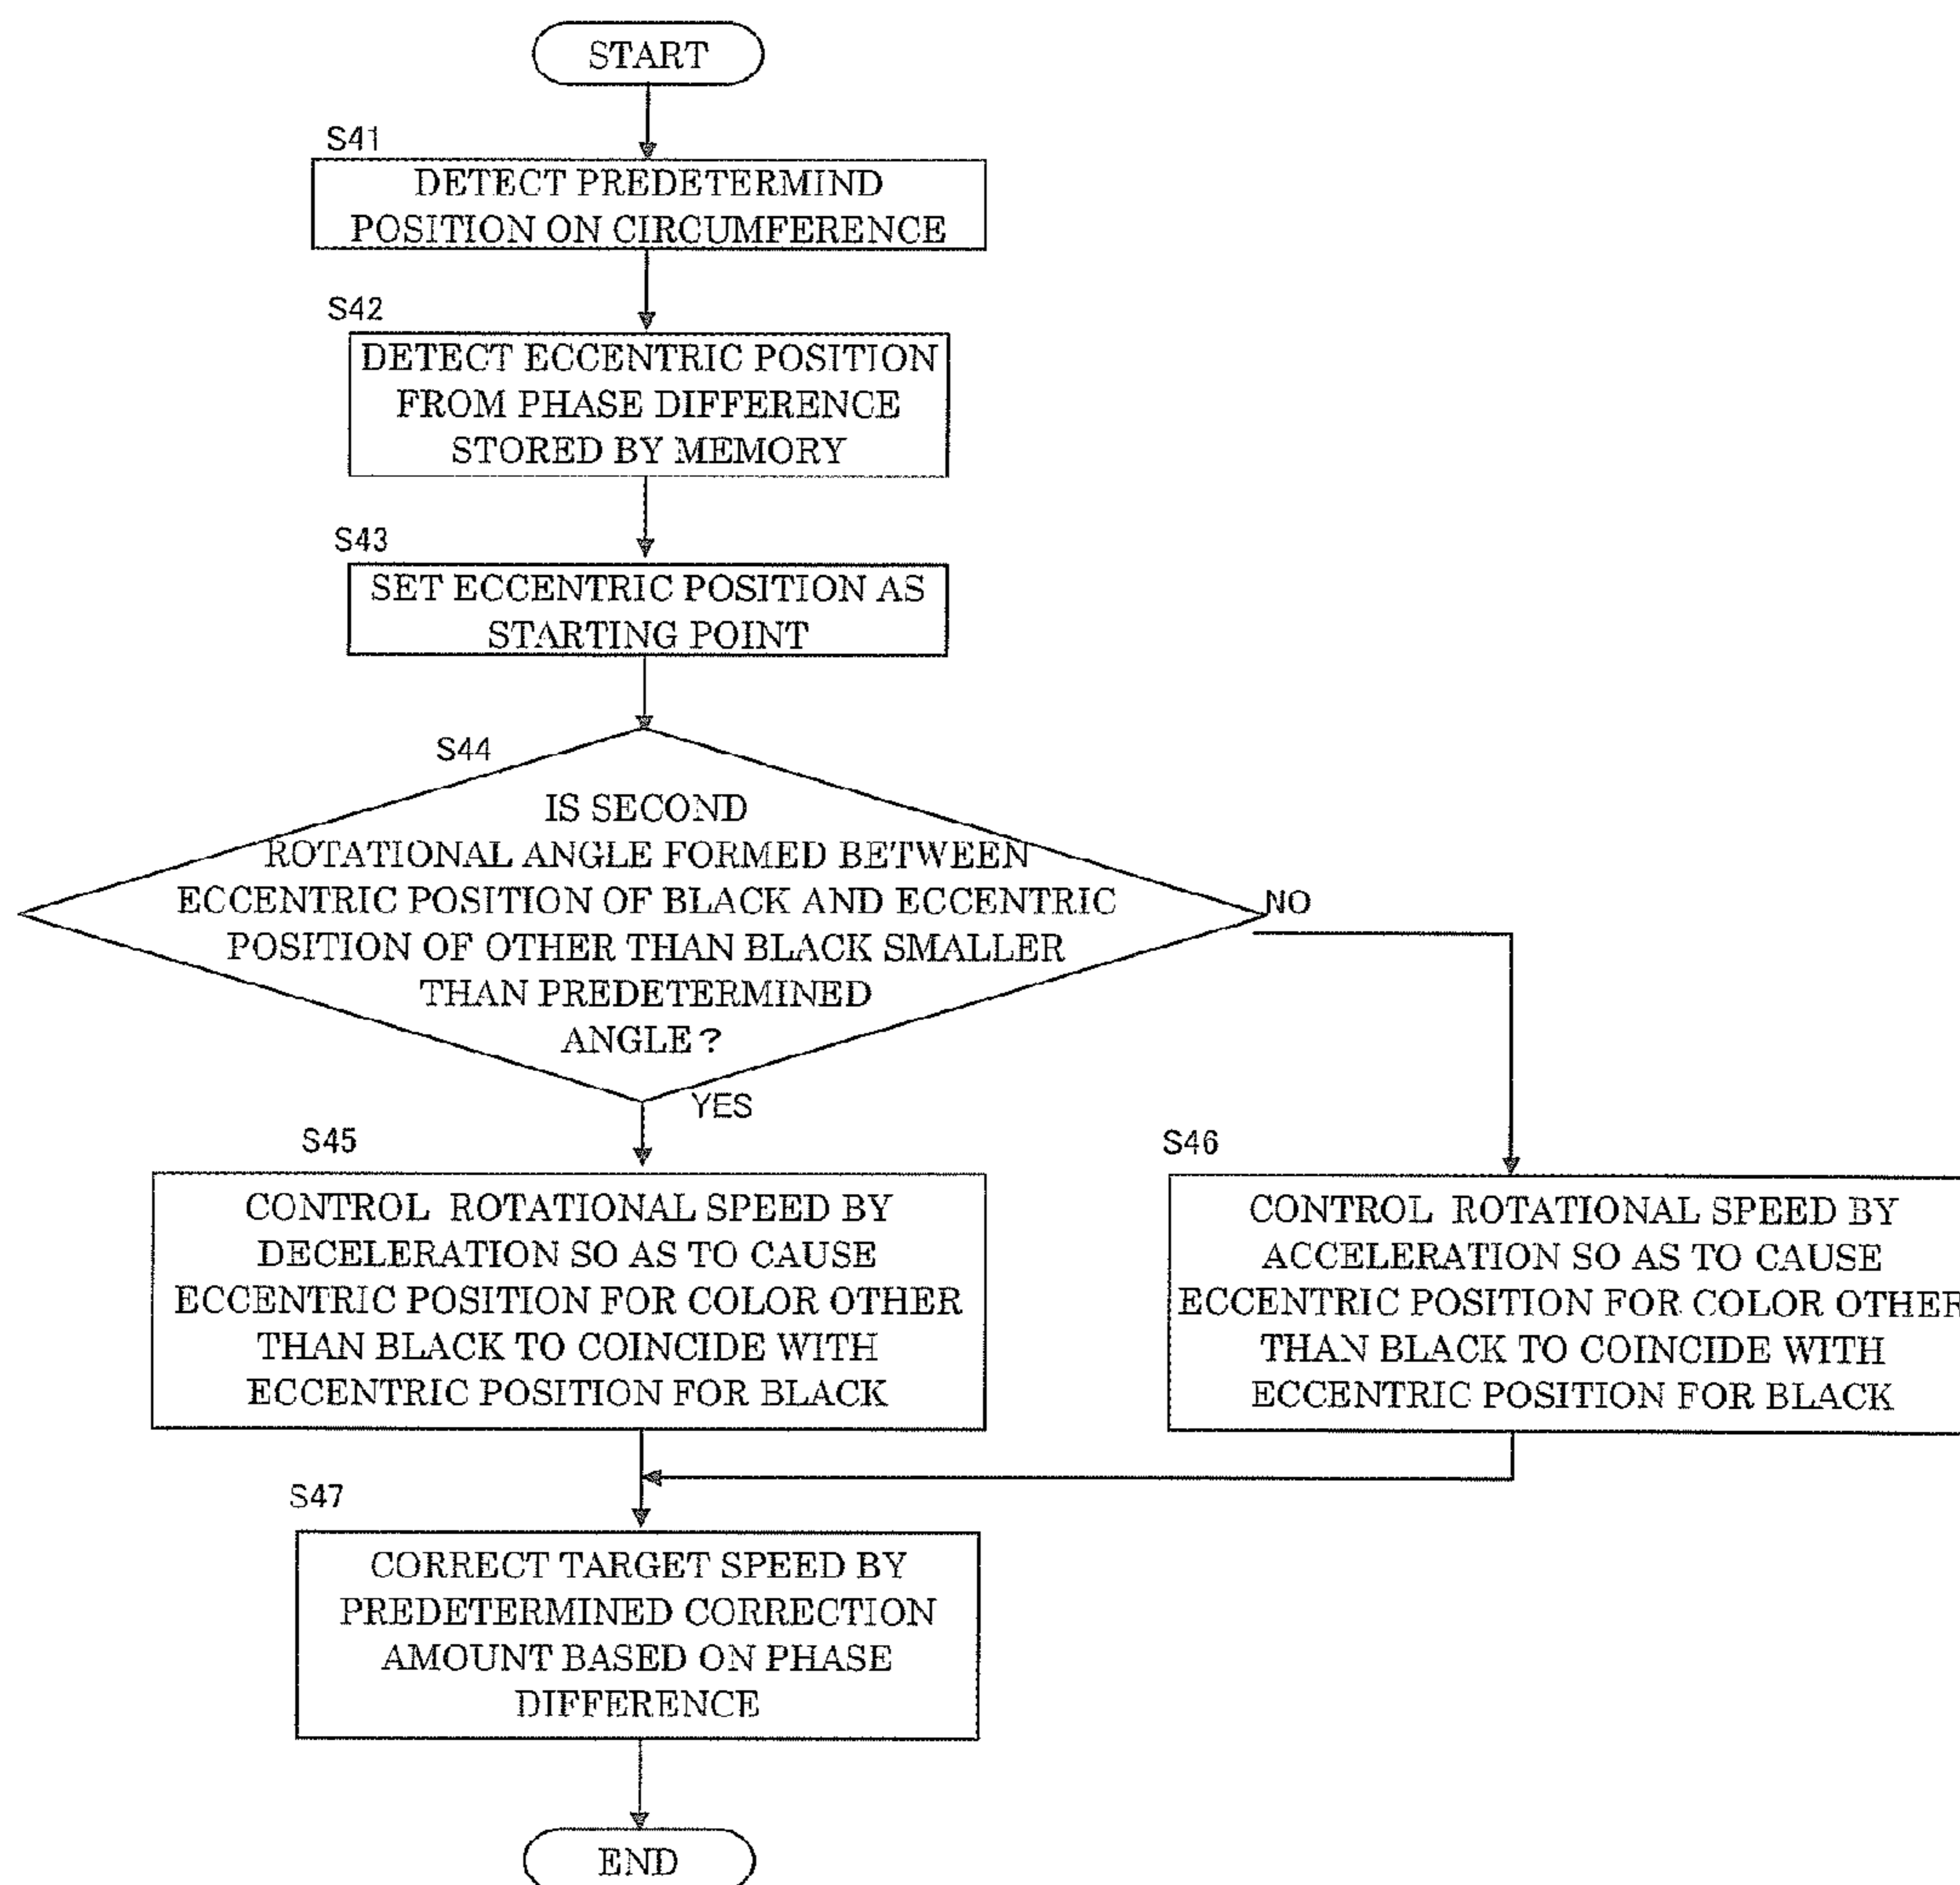 START
S41
DETECT PREDETERMIND
POSITION ON CIRCUMFERENCE
S42
DETECT ECCENTRIC POSITION
FROM PHASE DIFFERENCE
STORED BY MEMORY
S43
SET ECCENTRIC POSITION AS
STARTING POINT
S44
IS SECOND
ROTATIONAL ANGLE FORMED BETWEEN
ECCENTRIC POSITION OF BLACK AND ECCENTRIC
POSITION OF OTHER THAN BLACK SMALLER
THAN PREDETERMINED
ANGLE?
NO
YES
S45
CONTROL ROTATIONAL SPEED BY
DECELERATION SO AS TO CAUSE
ECCENTRIC POSITION FOR COLOR OTHER
THAN BLACK TO COINCIDE WITH
ECCENTRIC POSITION FOR BLACK
S46
CONTROL ROTATIONAL SPEED BY
ACCELERATION SO AS TO CAUSE
ECCENTRIC POSITION FOR COLOR OTHER
THAN BLACK TO COINCIDE WITH
ECCENTRIC POSITION FOR BLACK
S47
CORRECT TARGET SPEED BY
PREDETERMINED CORRECTION
AMOUNT BASED ON PHASE
DIFFERENCE
END